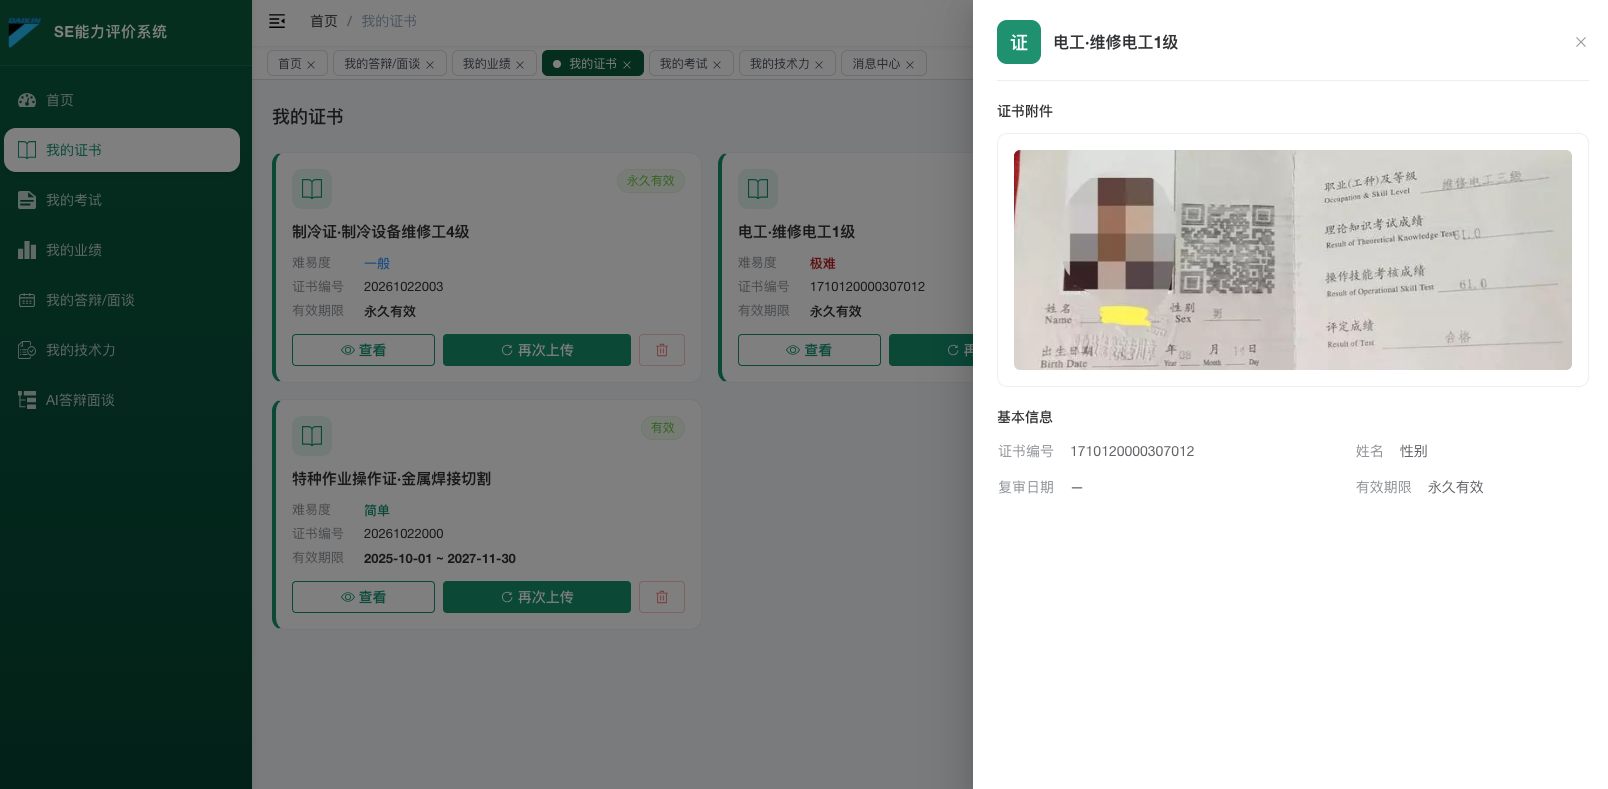 DAIKIN
SE能力评价系统
首页
我的证书
我的考试
我的业绩
我的答辩/面谈
我的技术力
AI答辩面谈
首页 / 我的证书
首页
我的答辩/面谈
我的业绩
我的证书
我的考试
我的技术力
消息中心
我的证书
永久有效
制冷证·制冷设备维修工4级
难易度 一般
证书编号 20261022003
有效期限 永久有效
查看
再次上传
电工·维修电工1级
难易度 极难
证书编号 1710120000307012
有效期限 永久有效
查看
有效
特种作业操作证·金属焊接切割
难易度 简单
证书编号 20261022000
有效期限 2025-10-01 ~ 2027-11-30
查看
再次上传
证
电工·维修电工1级
证书附件
姓名
Name
性别 男
Sex
出生日期 年 08 月 日
Birth Date Year Month Day
职业(工种)及等级 维修电工三级
Occupation & Skill Level
理论知识考试成绩 61.0
Result of Theoretical Knowledge Test
操作技能考核成绩 61.0
Result of Operational Skill Test
评定成绩 合格
Result of Test
基本信息
证书编号 1710120000307012
姓名 性别
复审日期 —
有效期限 永久有效